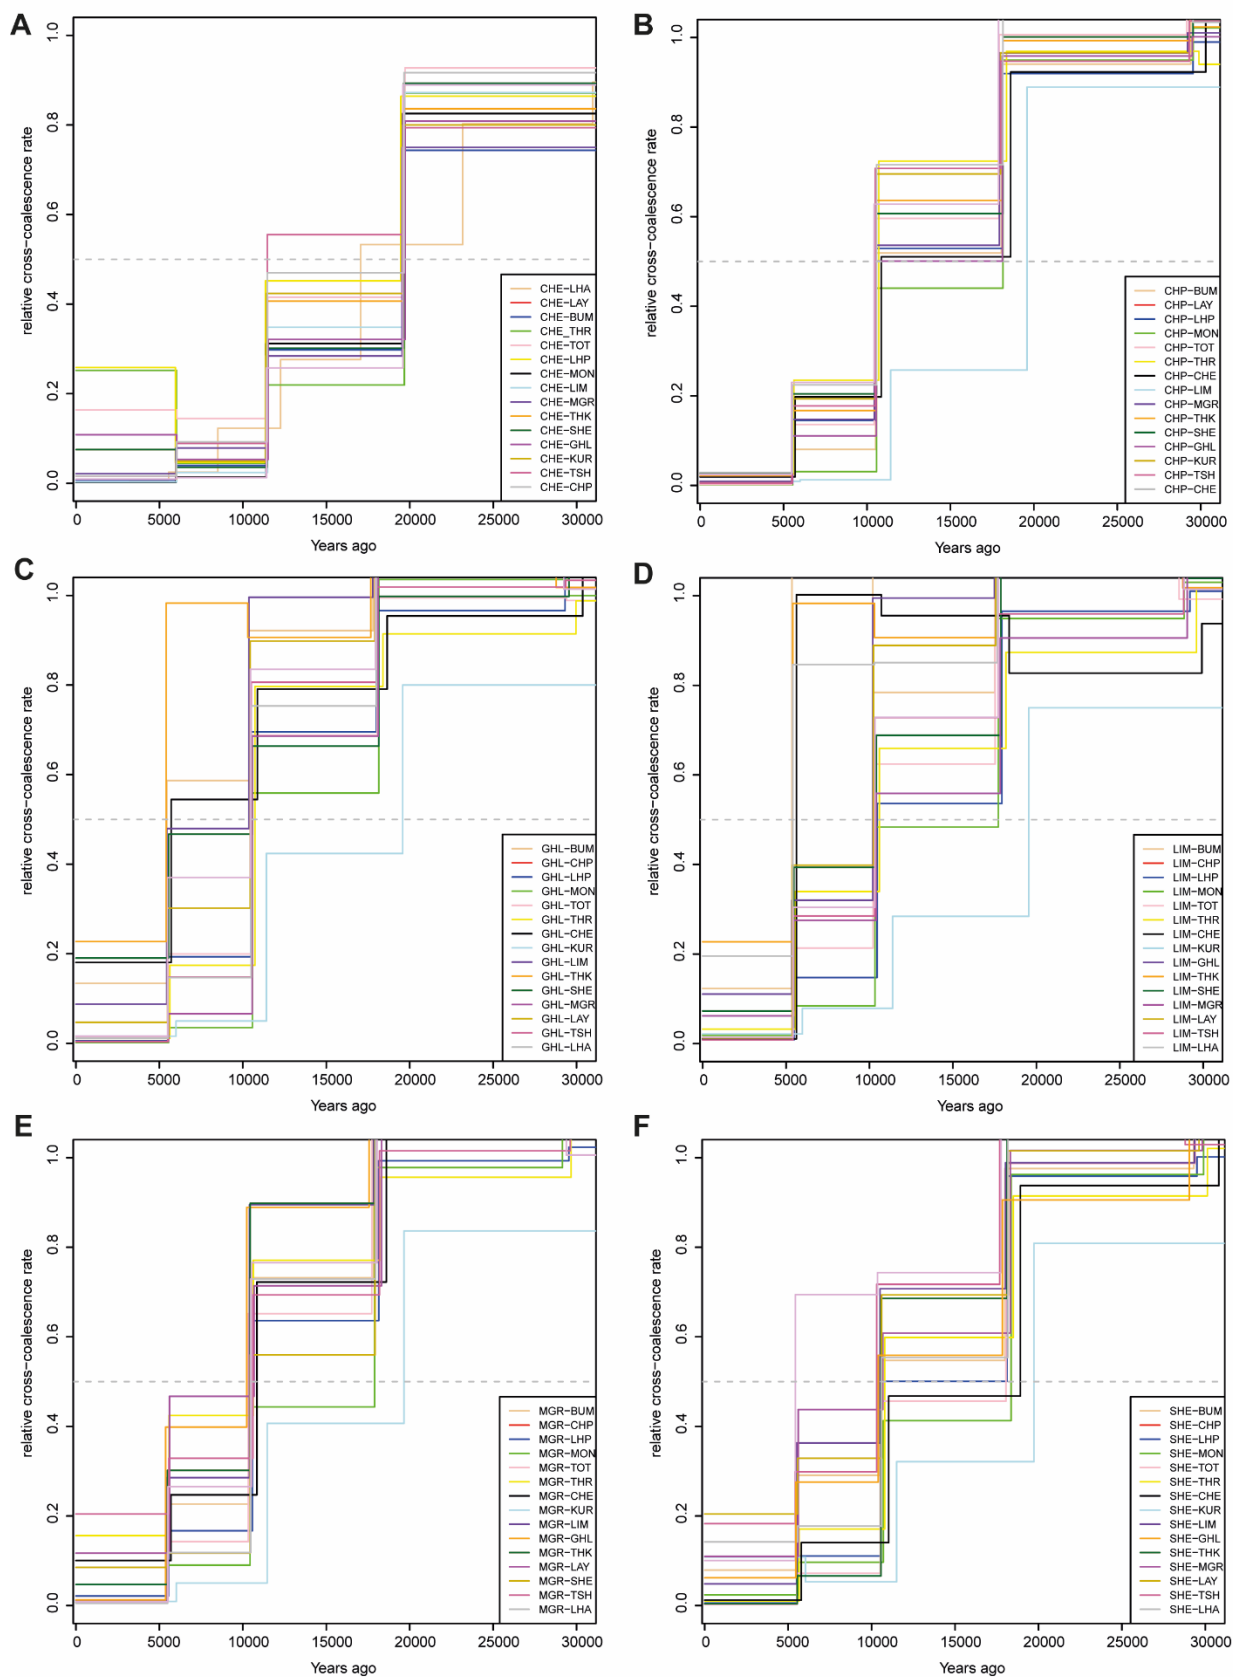 A
relative cross−coalescence rate
1.0
0.8
0.6
0.4
0.2
0.0
CHE−LHA
CHE−LAY
CHE−BUM
CHE_THR
CHE−TOT
CHE−LHP
CHE−MON
CHE−LIM
CHE−MGR
CHE−THK
CHE−SHE
CHE−GHL
CHE−KUR
CHE−TSH
CHE−CHP
0 5000 10000 15000 20000 25000 30000
Years ago
B
relative cross−coalescence rate
1.0
0.8
0.6
0.4
0.2
0.0
CHP−BUM
CHP−LAY
CHP−LHP
CHP−MON
CHP−TOT
CHP−THR
CHP−CHE
CHP−LIM
CHP−MGR
CHP−THK
CHP−SHE
CHP−GHL
CHP−KUR
CHP−TSH
CHP−CHE
0 5000 10000 15000 20000 25000 30000
Years ago
C
relative cross−coalescence rate
1.0
0.8
0.6
0.4
0.2
0.0
GHL−BUM
GHL−CHP
GHL−LHP
GHL−MON
GHL−TOT
GHL−THR
GHL−CHE
GHL−KUR
GHL−LIM
GHL−THK
GHL−SHE
GHL−MGR
GHL−LAY
GHL−TSH
GHL−LHA
0 5000 10000 15000 20000 25000 30000
Years ago
D
relative cross−coalescence rate
1.0
0.8
0.6
0.4
0.2
0.0
LIM−BUM
LIM−CHP
LIM−LHP
LIM−MON
LIM−TOT
LIM−THR
LIM−CHE
LIM−KUR
LIM−GHL
LIM−THK
LIM−SHE
LIM−MGR
LIM−LAY
LIM−TSH
LIM−LHA
0 5000 10000 15000 20000 25000 30000
Years ago
E
relative cross−coalescence rate
1.0
0.8
0.6
0.4
0.2
0.0
MGR−BUM
MGR−CHP
MGR−LHP
MGR−MON
MGR−TOT
MGR−THR
MGR−CHE
MGR−KUR
MGR−LIM
MGR−GHL
MGR−THK
MGR−LAY
MGR−SHE
MGR−TSH
MGR−LHA
0 5000 10000 15000 20000 25000 30000
Years ago
F
relative cross−coalescence rate
1.0
0.8
0.6
0.4
0.2
0.0
SHE−BUM
SHE−CHP
SHE−LHP
SHE−MON
SHE−TOT
SHE−THR
SHE−CHE
SHE−KUR
SHE−LIM
SHE−GHL
SHE−THK
SHE−MGR
SHE−LAY
SHE−TSH
SHE−LHA
0 5000 10000 15000 20000 25000 30000
Years ago